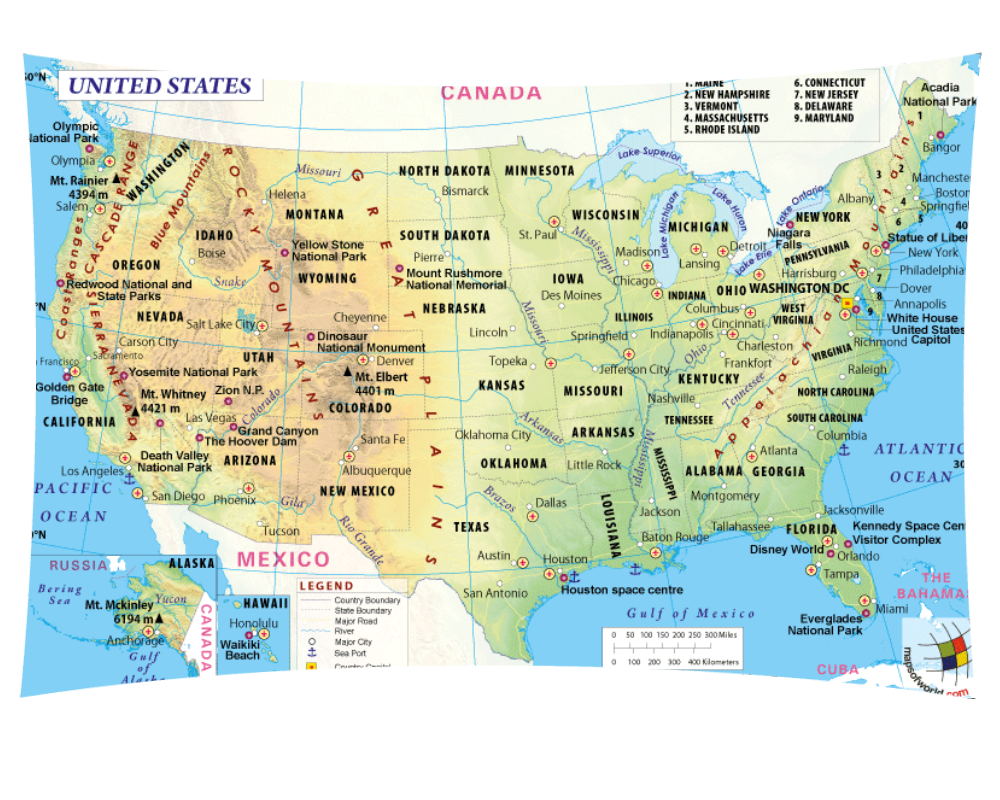 UNITED STATES
CANADA
1. MAINE
2. NEW HAMPSHIRE
3. VERMONT
4. MASSACHUSETTS
5. RHODE ISLAND
6. CONNECTICUT
7. NEW JERSEY
8. DELAWARE
9. MARYLAND
Acadia
National Park
1
Bangor
Olympic
National Park
Olympia
Mt. Rainier
4394 m
Salem
WASHINGTON
CASCADE RANGE
Coast Ranges
Blue Mountains
ROCKY MOUNTAINS
GREAT PLAINS
Missouri
Helena
MONTANA
NORTH DAKOTA
Bismarck
MINNESOTA
St. Paul
Lake Superior
WISCONSIN
Madison
Lake Michigan
MICHIGAN
Lansing
Detroit
Lake Huron
Lake Ontario
Lake Erie
NEW YORK
Niagara
Falls
Albany
3
2
4
5
6
Manchester
Boston
40
Statue of Liber
New York
Philadelphia
7
8
9
Dover
Annapolis
White House
United States
Capitol
Richmond
PENNSYLVANIA
Harrisburg
WASHINGTON DC
IDAHO
Boise
OREGON
Snake
Yellow Stone
National Park
WYOMING
Cheyenne
SOUTH DAKOTA
Pierre
Mount Rushmore
National Memorial
NEBRASKA
Lincoln
IOWA
Des Moines
Mississippi
Missouri
Chicago
ILLINOIS
Springfield
INDIANA
Indianapolis
OHIO
Columbus
Cincinnati
WEST
VIRGINIA
Charleston
VIRGINIA
Ohio
Frankfort
KENTUCKY
Redwood National and
State Parks
NEVADA
Carson City
Sacramento
Francisco
Golden Gate
Bridge
CALIFORNIA
SIERRA NEVADA
Yosemite National Park
Mt. Whitney
4421 m
Salt Lake City
UTAH
Dinosaur
National Monument
Denver
Mt. Elbert
4401 m
COLORADO
Zion N.P.
Las Vegas
Colorado
Grand Canyon
The Hoover Dam
Death Valley
National Park
Los Angeles
San Diego
ARIZONA
Phoenix
Gila
Tucson
Santa Fe
Albuquerque
NEW MEXICO
Rio Grande
Topeka
KANSAS
MISSOURI
Jefferson City
Oklahoma City
OKLAHOMA
Arkansas
ARKANSAS
Little Rock
Nashville
TENNESSEE
Tennessee
Appalachian Mountains
Raleigh
NORTH CAROLINA
SOUTH CAROLINA
Columbia
Atlanta
GEORGIA
ALABAMA
Montgomery
MISSISSIPPI
Mississippi
Jackson
LOUISIANA
Baton Rouge
TEXAS
Brazos
Dallas
Austin
Houston
San Antonio
Houston space centre
Tallahassee
Jacksonville
FLORIDA
Kennedy Space Cen
Visitor Complex
Disney World
Orlando
Tampa
Miami
Everglades
National Park
ATLANTIC
OCEAN
30
PACIFIC
OCEAN
MEXICO
Gulf of Mexico
THE
BAHAMAS
CUBA
RUSSIA
ALASKA
Bering
Sea
Yucon
Mt. Mckinley
6194 m
Anchorage
Gulf
of
Alaska
CANADA
HAWAII
Honolulu
Waikiki
Beach
LEGEND
Country Boundary
State Boundary
Major Road
River
Major City
Sea Port
Country Capital
0 50 100 150 200 250 300 Miles
0 100 200 300 400 Kilometers
mapsofworld.com